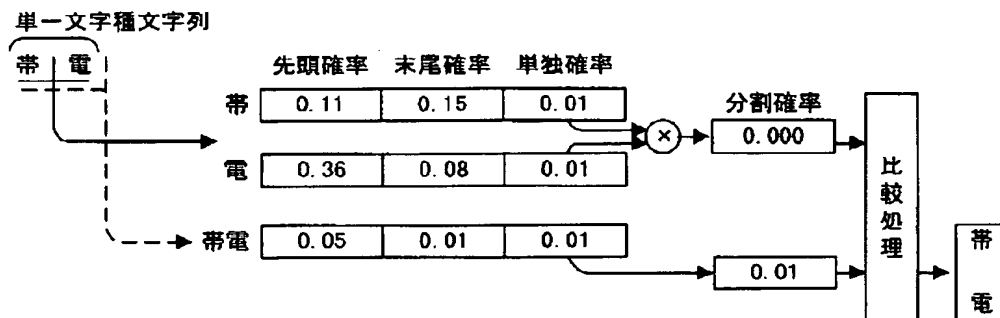 単一文字種文字列
帯 電
先頭確率 末尾確率 単独確率
帯 0.11 0.15 0.01
分割確率
× 0.000
電 0.36 0.08 0.01
帯電 0.05 0.01 0.01
0.01
比較処理
帯
電